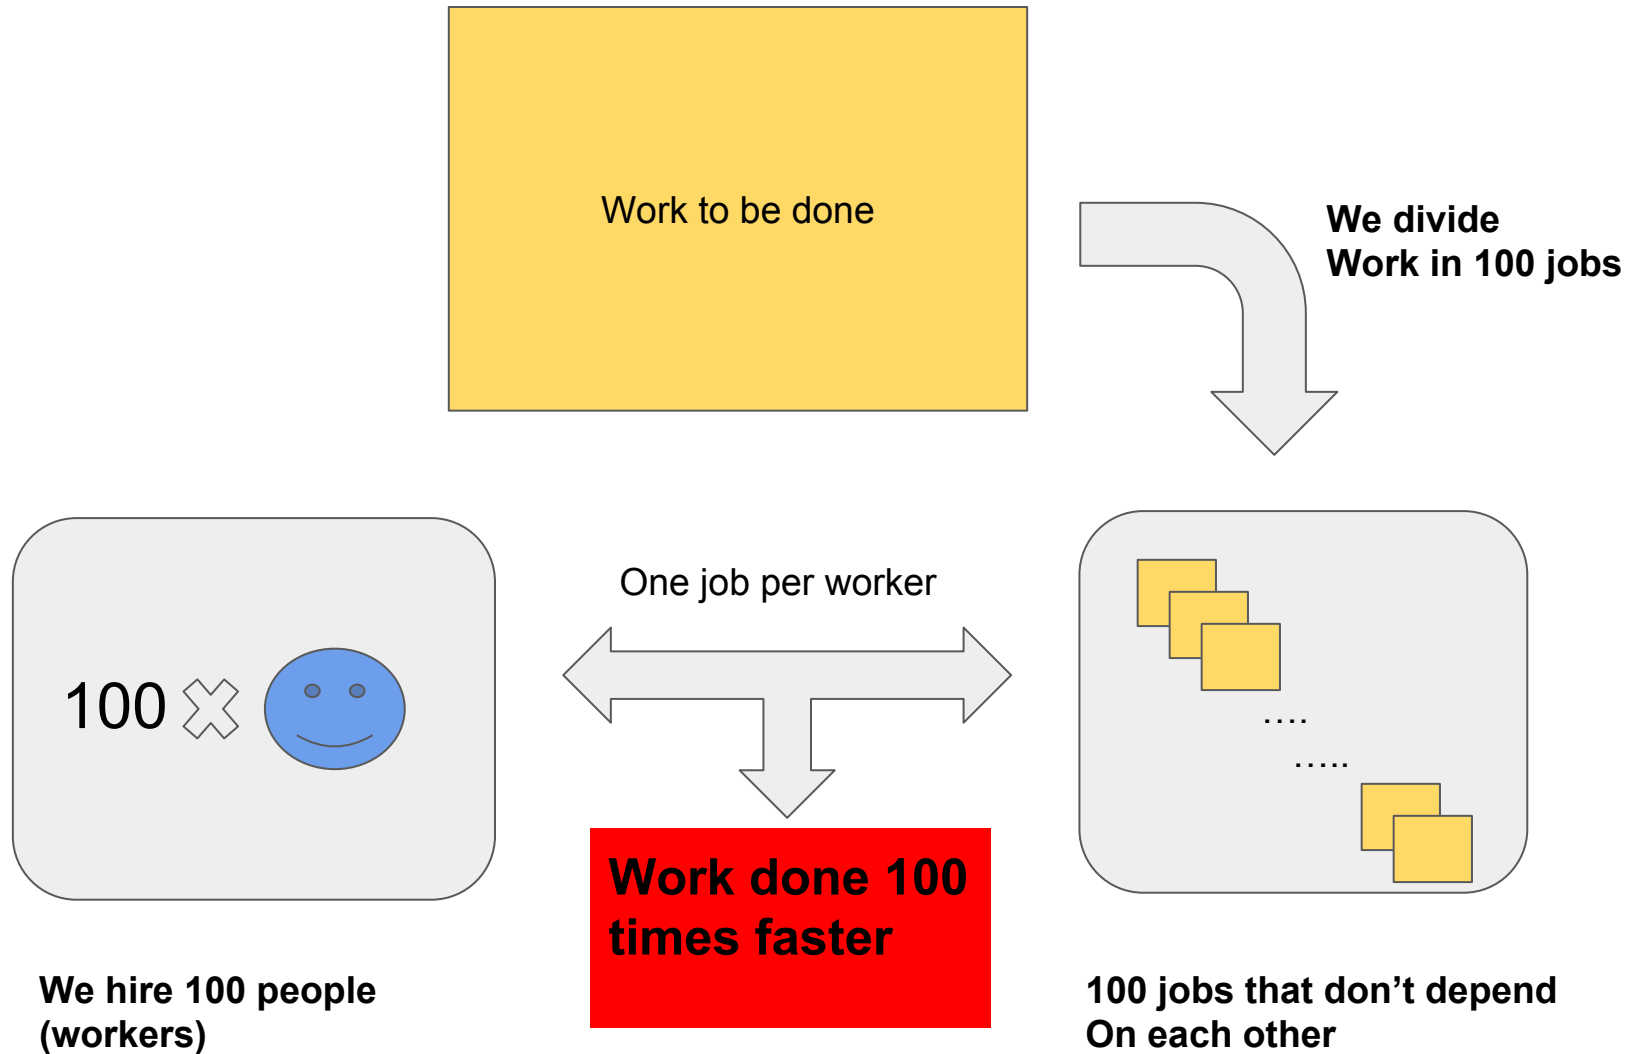 Work to be done
We divide
Work in 100 jobs
One job per worker
100
....
.....
Work done 100
times faster
We hire 100 people
(workers)
100 jobs that don’t depend
On each other